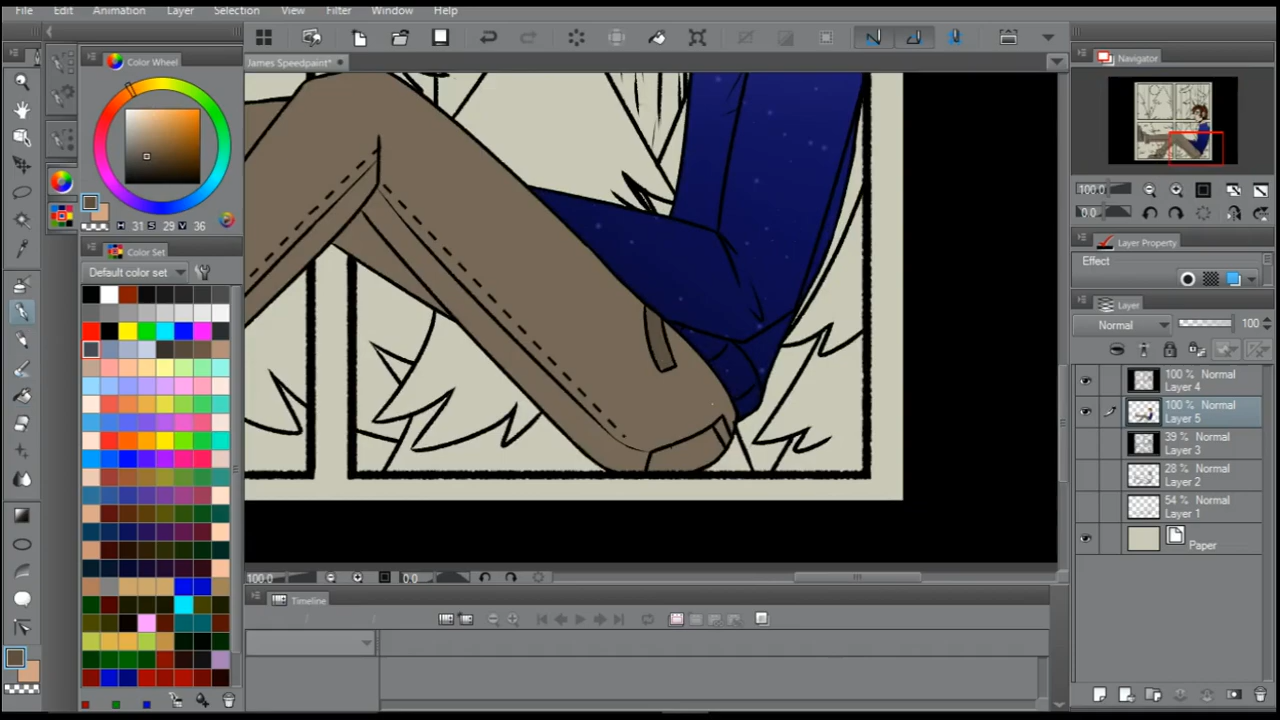 File Edit Animation Layer Selection View Filter Window Help
Color Wheel
James Speedpaint*
Navigator
H 31 S 29 V 36
100.0
0.0
Color Set
Default color set
Layer Property
Effect
Layer
Normal 100
100 % Normal
Layer 4
100 % Normal
Layer 5
39 % Normal
Layer 3
28 % Normal
Layer 2
54 % Normal
Layer 1
Paper
100.0 0.0
Timeline